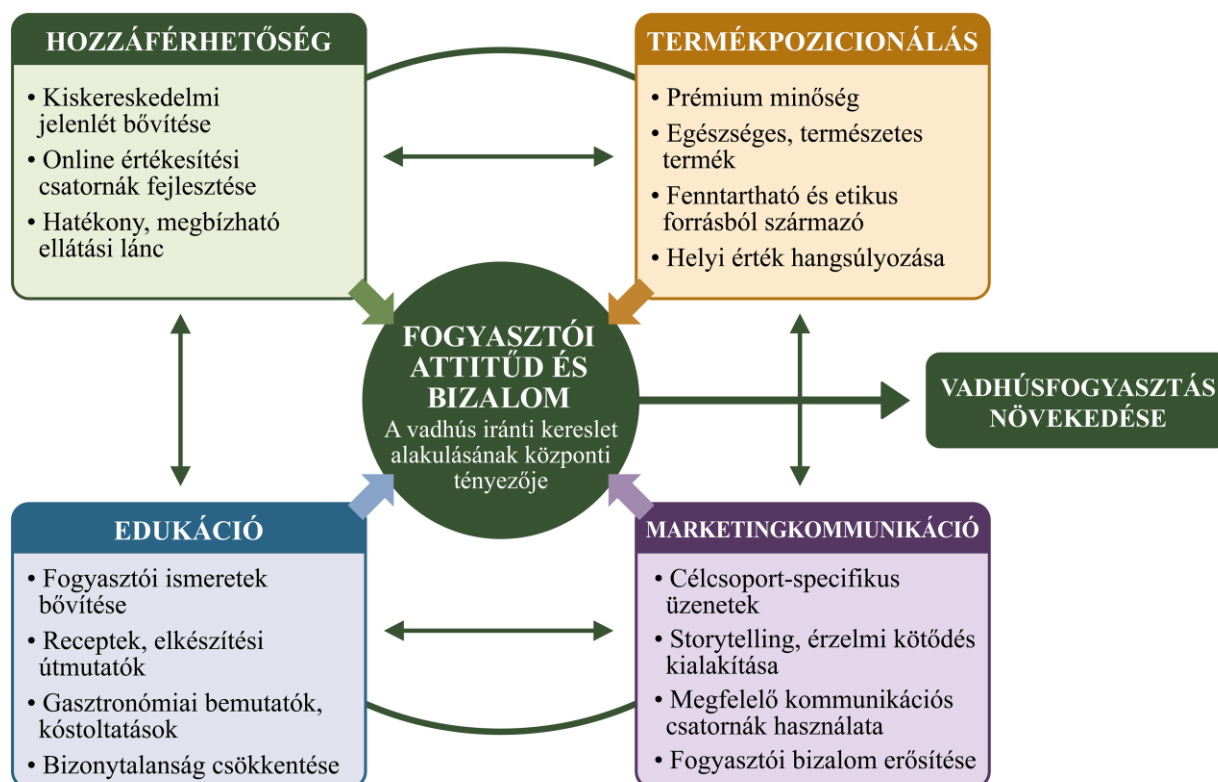 HOZZÁFÉRHETŐSÉG
• Kiskereskedelmi
jelenlét bővítése
• Online értékesítési
csatornák fejlesztése
• Hatékony, megbízható
ellátási lánc
TERMÉKPOZICIONÁLÁS
• Prémium minőség
• Egészséges, természetes
termék
• Fenntartható és etikus
forrásból származó
• Helyi érték hangsúlyozása
FOGYASZTÓI
ATTITŰD ÉS
BIZALOM
A vadhús iránti kereslet
alakulásának központi
tényezője
VADHÚSFOGYASZTÁS
NÖVEKEDÉSE
EDUKÁCIÓ
• Fogyasztói ismeretek
bővítése
• Receptek, elkészítési
útmutatók
• Gasztronómiai bemutatók,
kóstoltatások
• Bizonytalanság csökkentése
MARKETINGKOMMUNIKÁCIÓ
• Célcsoport-specifikus
üzenetek
• Storytelling, érzelmi kötődés
kialakítása
• Megfelelő kommunikációs
csatornák használata
• Fogyasztói bizalom erősítése